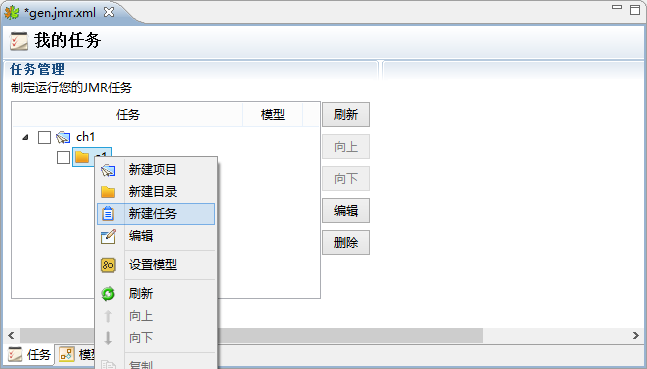 *gen.jmr.xml
我的任务
任务管理
制定运行您的JMR任务
任务 模型
刷新
向上
向下
编辑
删除
ch1
新建项目
新建目录
新建任务
编辑
设置模型
刷新
向上
向下
复制
任务 模